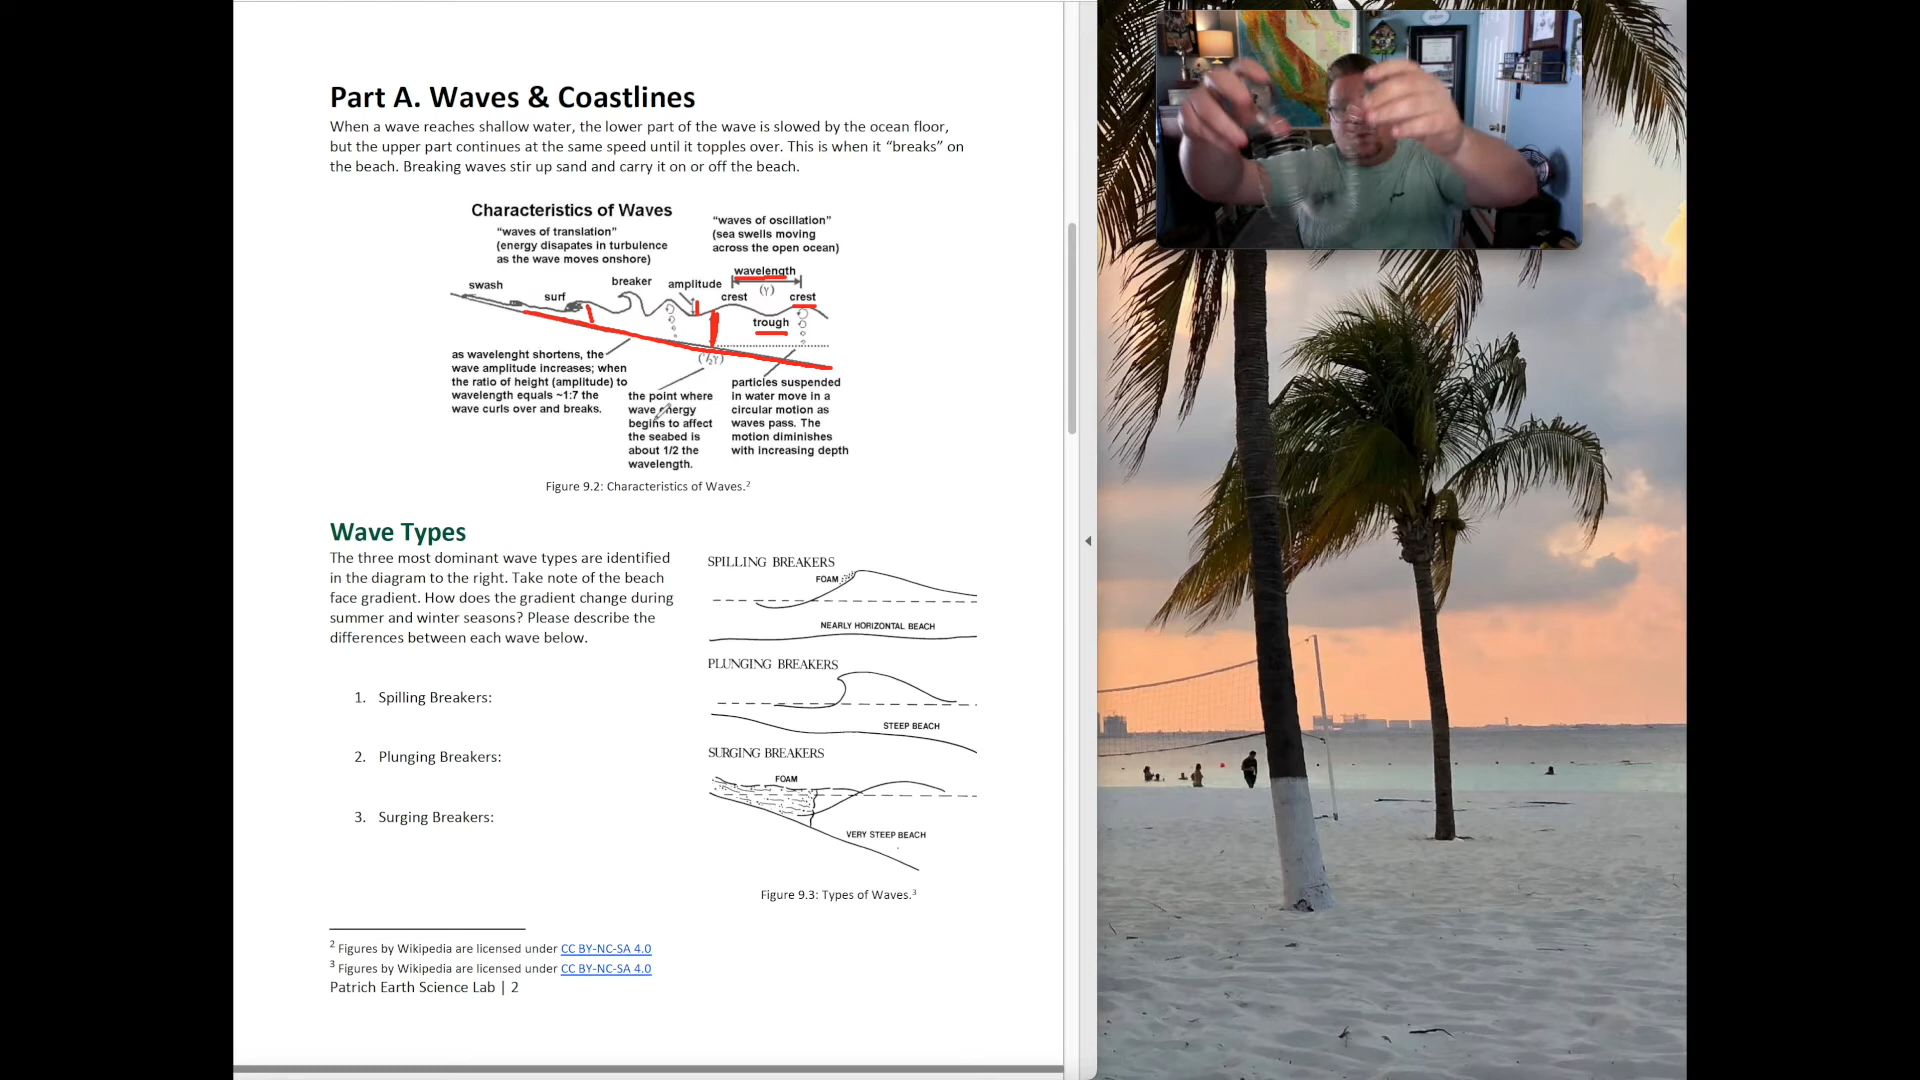 Part A. Waves & Coastlines
When a wave reaches shallow water, the lower part of the wave is slowed by the ocean floor,
but the upper part continues at the same speed until it topples over. This is when it “breaks” on
the beach. Breaking waves stir up sand and carry it on or off the beach.
Characteristics of Waves
“waves of translation”
(energy disapates in turbulence
as the wave moves onshore)
"waves of oscillation"
(sea swells moving
across the open ocean)
swash
surf
breaker
amplitude
wavelength
(γ)
crest
crest
trough
(½γ)
as wavelenght shortens, the
wave amplitude increases; when
the ratio of height (amplitude) to
wavelength equals ~1:7 the
wave curls over and breaks.
the point where
wave energy
begins to affect
the seabed is
about 1/2 the
wavelength.
particles suspended
in water move in a
circular motion as
waves pass. The
motion diminishes
with increasing depth
Figure 9.2: Characteristics of Waves.2
Wave Types
The three most dominant wave types are identified
in the diagram to the right. Take note of the beach
face gradient. How does the gradient change during
summer and winter seasons? Please describe the
differences between each wave below.
1. Spilling Breakers:
2. Plunging Breakers:
3. Surging Breakers:
SPILLING BREAKERS
FOAM
NEARLY HORIZONTAL BEACH
PLUNGING BREAKERS
STEEP BEACH
SURGING BREAKERS
FOAM
VERY STEEP BEACH
Figure 9.3: Types of Waves.3
2 Figures by Wikipedia are licensed under CC BY-NC-SA 4.0
3 Figures by Wikipedia are licensed under CC BY-NC-SA 4.0
Patrich Earth Science Lab | 2